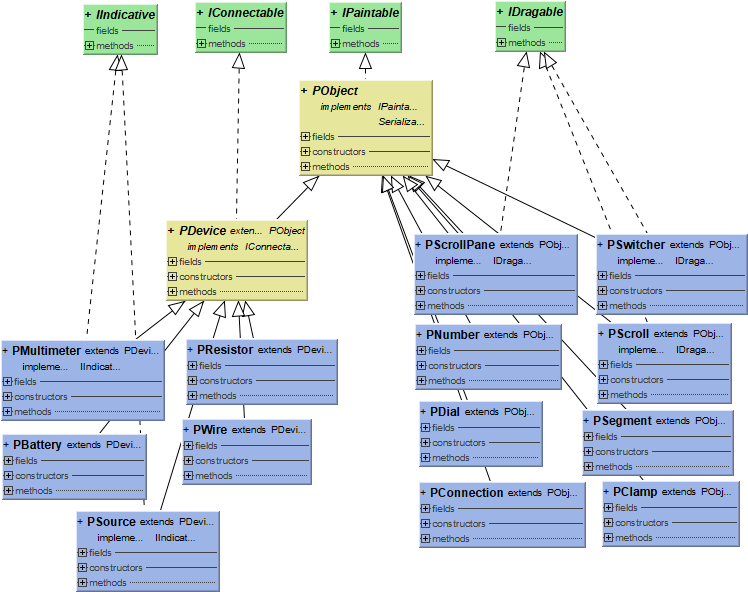 + IIndicative
fields
methods
+ IConnectable
fields
methods
+ IPaintable
fields
methods
+ IDragable
fields
methods
+ PObject
implements IPainta...
Serializa...
fields
constructors
methods
+ PDevice exten... PObject
implements IConnecta...
fields
constructors
methods
+ PScrollPane extends PObj...
impleme... IDraga...
fields
constructors
methods
+ PSwitcher extends PObj...
impleme... IDraga...
fields
constructors
methods
+ PMultimeter extends PDevi...
impleme... IIndicat...
fields
constructors
methods
+ PResistor extends PDevi...
fields
constructors
methods
+ PNumber extends PObj...
fields
constructors
methods
+ PScroll extends PObj...
impleme... IDraga...
fields
constructors
methods
+ PBattery extends PDevi...
fields
constructors
methods
+ PWire extends PDevi...
fields
constructors
methods
+ PDial extends PObj...
fields
constructors
methods
+ PSegment extends PObj...
fields
constructors
methods
+ PSource extends PDevi...
impleme... IIndicat...
fields
constructors
methods
+ PConnection extends PObj...
fields
constructors
methods
+ PClamp extends PObj...
fields
constructors
methods